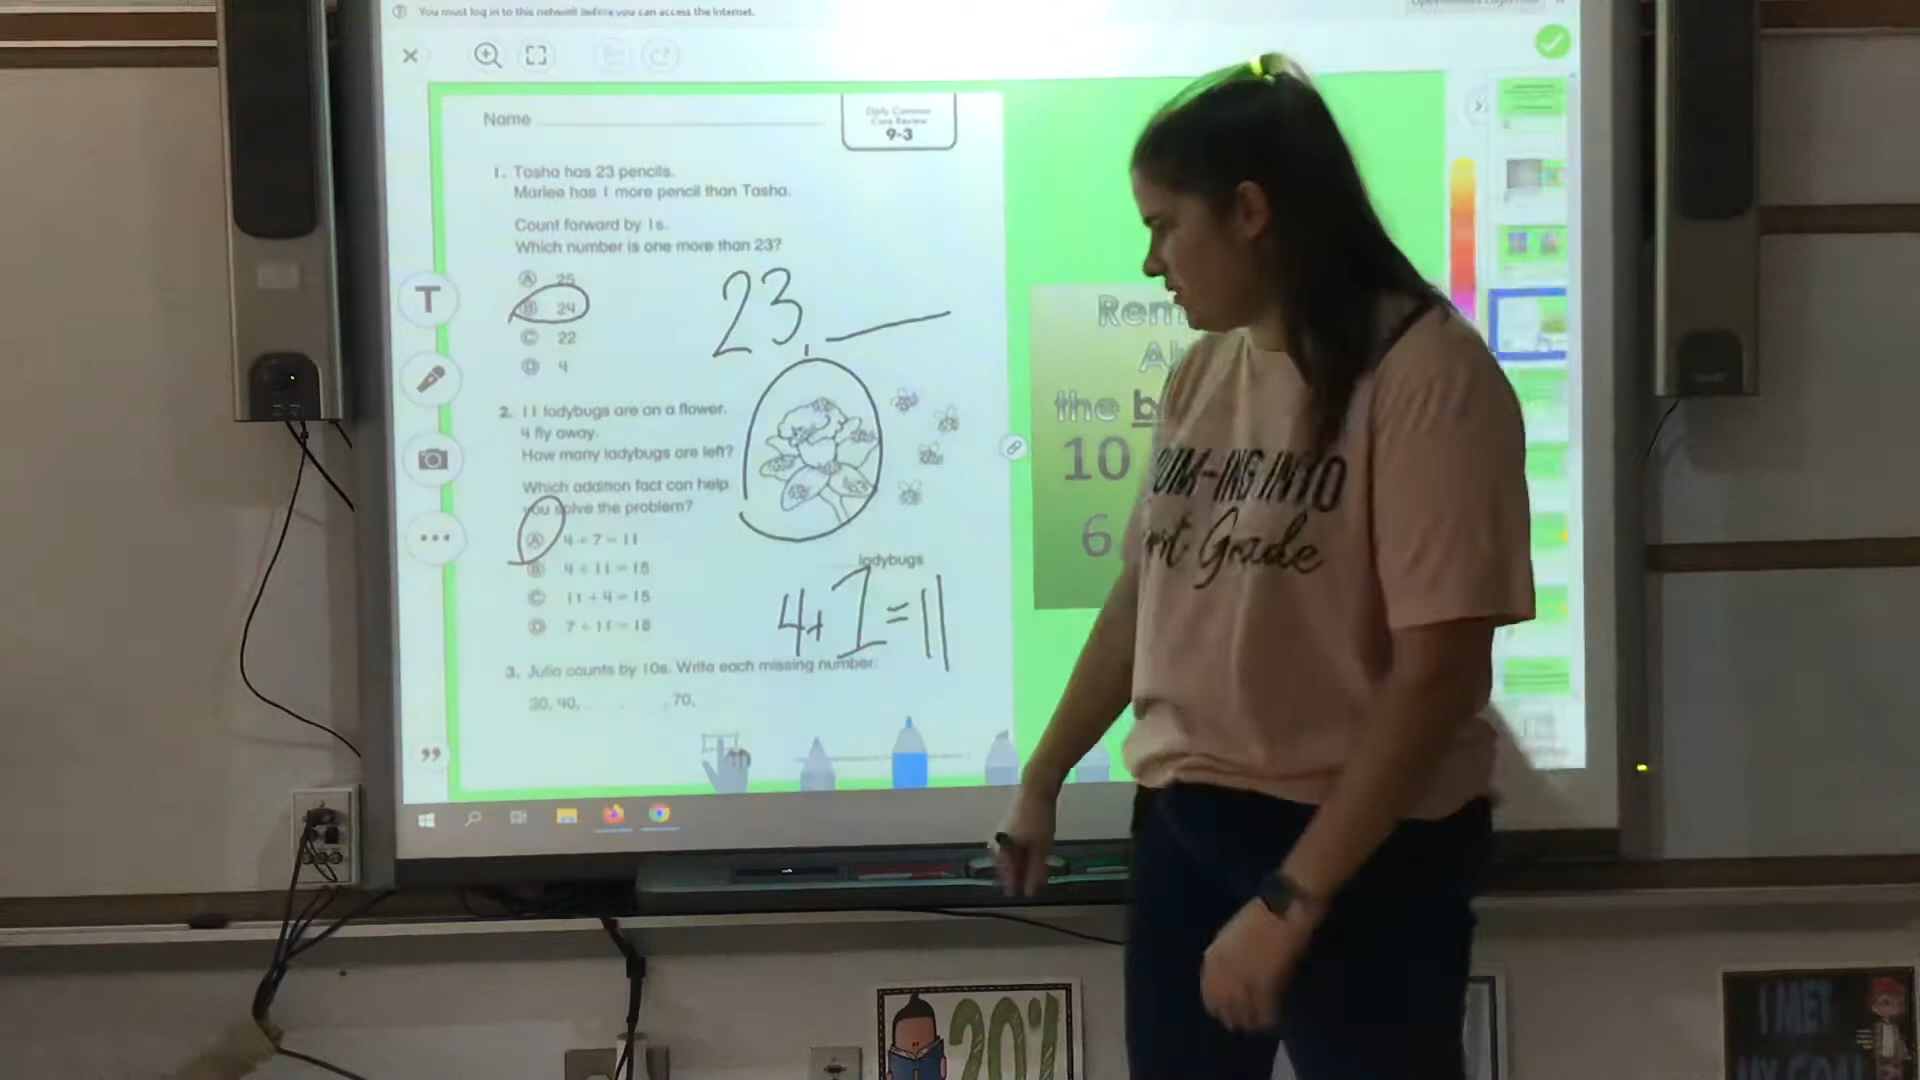 You must log in to this network before you can access the Internet.
Name
Daily Common
Core Review
9-3
1. Tasha has 23 pencils.
Marlee has 1 more pencil than Tasha.
Count forward by 1s.
Which number is one more than 23?
A 25
B 24
C 22
D 4
23,
2. 11 ladybugs are on a flower.
4 fly away.
How many ladybugs are left?
Which addition fact can help
you solve the problem?
A 4 + 7 = 11
B 4 + 11 = 15
C 11 + 4 = 15
D 7 + 11 = 18
ladybugs
4+ =11
3. Julia counts by 10s. Write each missing number.
30, 40, , , 70,
T
Rem
the b
10
6
-ING INTO
Grade
20
I MET
MY GOAL